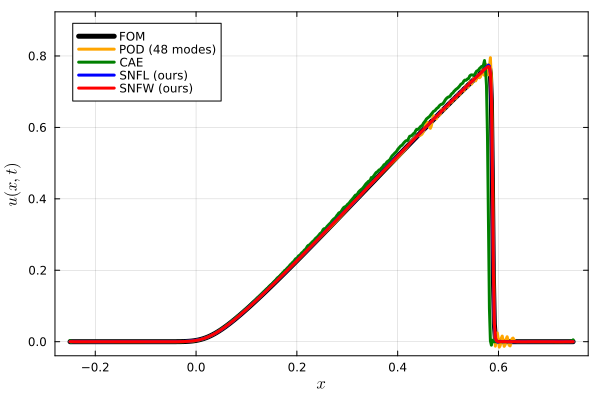 FOM
POD (48 modes)
CAE
SNFL (ours)
SNFW (ours)
0.8
0.6
0.4
0.2
0.0
u(x, t)
−0.2 0.0 0.2 0.4 0.6
x